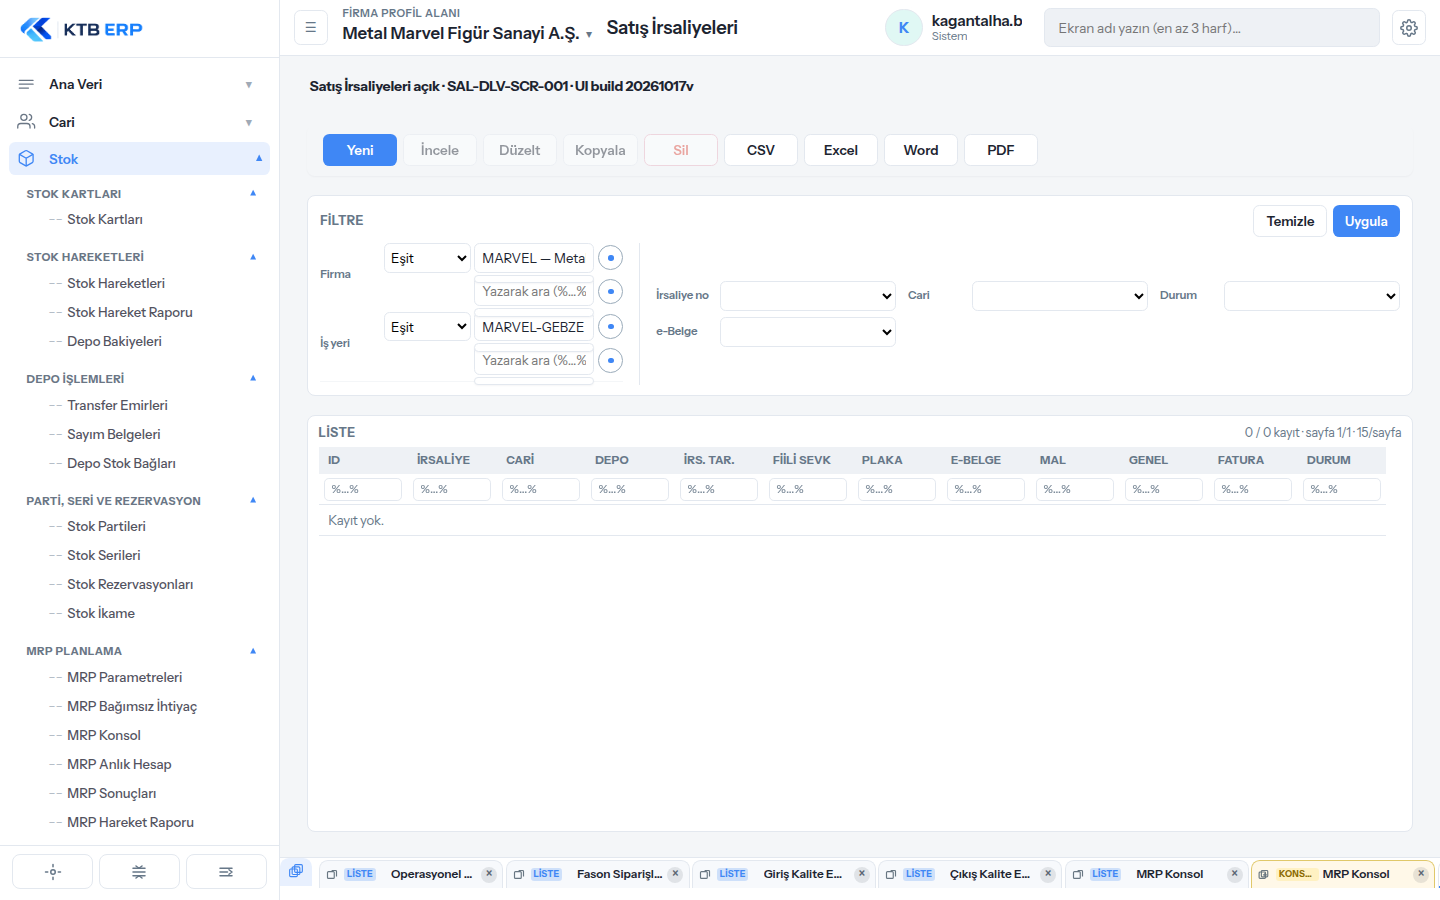 KTB ERP
Ana Veri
Cari
Stok
STOK KARTLARI
Stok Kartları
STOK HAREKETLERİ
Stok Hareketleri
Stok Hareket Raporu
Depo Bakiyeleri
DEPO İŞLEMLERİ
Transfer Emirleri
Sayım Belgeleri
Depo Stok Bağları
PARTİ, SERİ VE REZERVASYON
Stok Partileri
Stok Serileri
Stok Rezervasyonları
Stok İkame
MRP PLANLAMA
MRP Parametreleri
MRP Bağımsız İhtiyaç
MRP Konsol
MRP Anlık Hesap
MRP Sonuçları
MRP Hareket Raporu
FİRMA PROFİL ALANI
Metal Marvel Figür Sanayi A.Ş.
Satış İrsaliyeleri
K
kagantalha.b
Sistem
Ekran adı yazın (en az 3 harf)...
Satış İrsaliyeleri açık · SAL-DLV-SCR-001 · UI build 20261017v
Yeni İncele Düzelt Kopyala Sil CSV Excel Word PDF
FİLTRE
Temizle Uygula
Firma
Eşit
MARVEL — Meta
Yazarak ara (%...%
İş yeri
Eşit
MARVEL-GEBZE
Yazarak ara (%...%
İrsaliye no
Cari
Durum
e-Belge
LİSTE
0 / 0 kayıt · sayfa 1/1 · 15/sayfa
ID İRSALİYE CARİ DEPO İRS. TAR. FİİLİ SEVK PLAKA E-BELGE MAL GENEL FATURA DURUM
%...% %...% %...% %...% %...% %...% %...% %...% %...% %...% %...% %...%
Kayıt yok.
LİSTE Operasyonel ... ×
LİSTE Fason Siparişl... ×
LİSTE Giriş Kalite E... ×
LİSTE Çıkış Kalite E... ×
LİSTE MRP Konsol ×
KONS... MRP Konsol ×